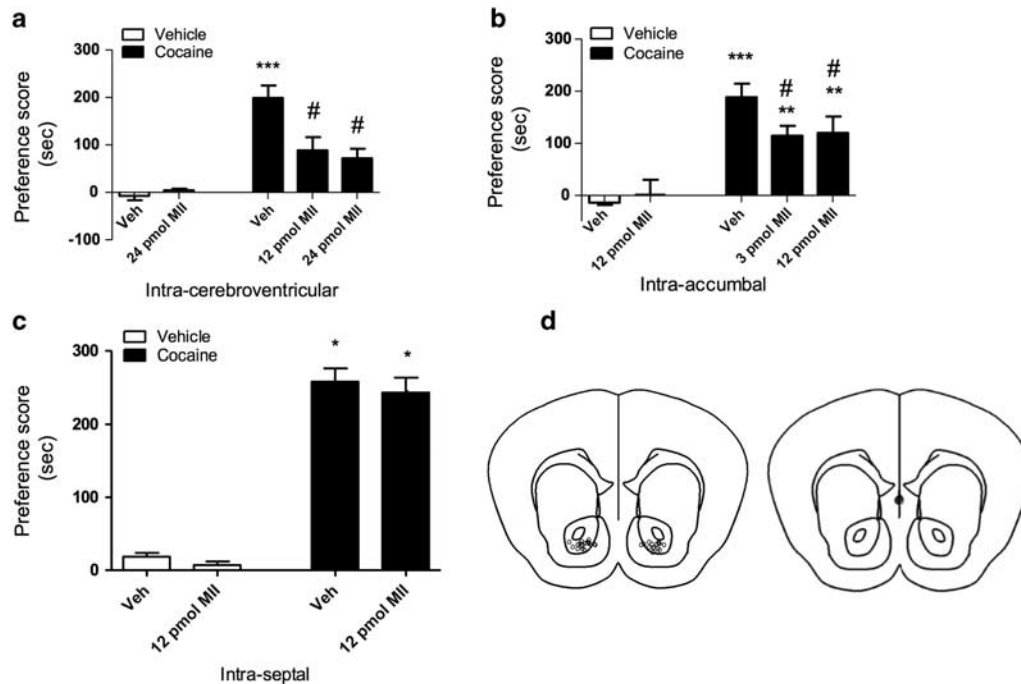 a
Vehicle
Cocaine
Preference score
(sec)
300
200
100
0
-100
***
#
#
Veh
24 pmol MII
Veh
12 pmol MII
24 pmol MII
Intra-cerebroventricular
b
Vehicle
Cocaine
Preference score
(sec)
300
200
100
0
-100
***
#
**
#
**
Veh
12 pmol MII
Veh
3 pmol MII
12 pmol MII
Intra-accumbal
c
Vehicle
Cocaine
Preference score
(sec)
300
200
100
0
*
*
Veh
12 pmol MII
Veh
12 pmol MII
Intra-septal
d